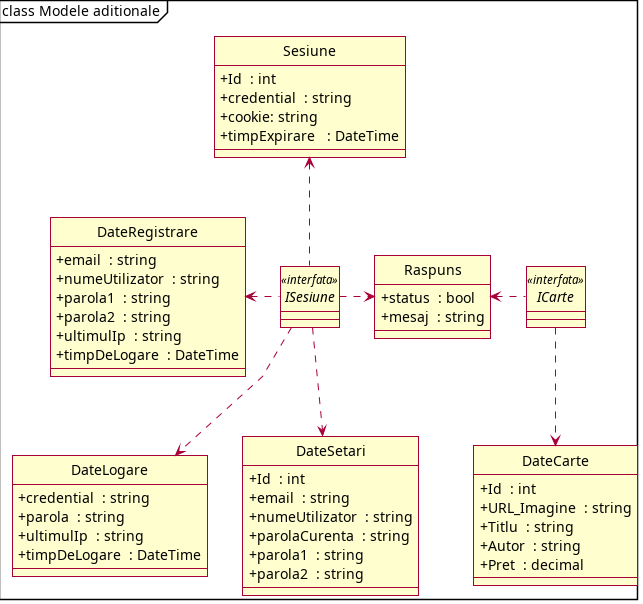 class Modele aditionale
Sesiune
+Id : int
+credential : string
+cookie: string
+timpExpirare : DateTime
DateRegistrare
+email : string
+numeUtilizator : string
+parola1 : string
+parola2 : string
+ultimulIp : string
+timpDeLogare : DateTime
«interfata»
ISesiune
Raspuns
+status : bool
+mesaj : string
«interfata»
ICarte
DateLogare
+credential : string
+parola : string
+ultimulIp : string
+timpDeLogare : DateTime
DateSetari
+Id : int
+email : string
+numeUtilizator : string
+parolaCurenta : string
+parola1 : string
+parola2 : string
DateCarte
+Id : int
+URL_Imagine : string
+Titlu : string
+Autor : string
+Pret : decimal